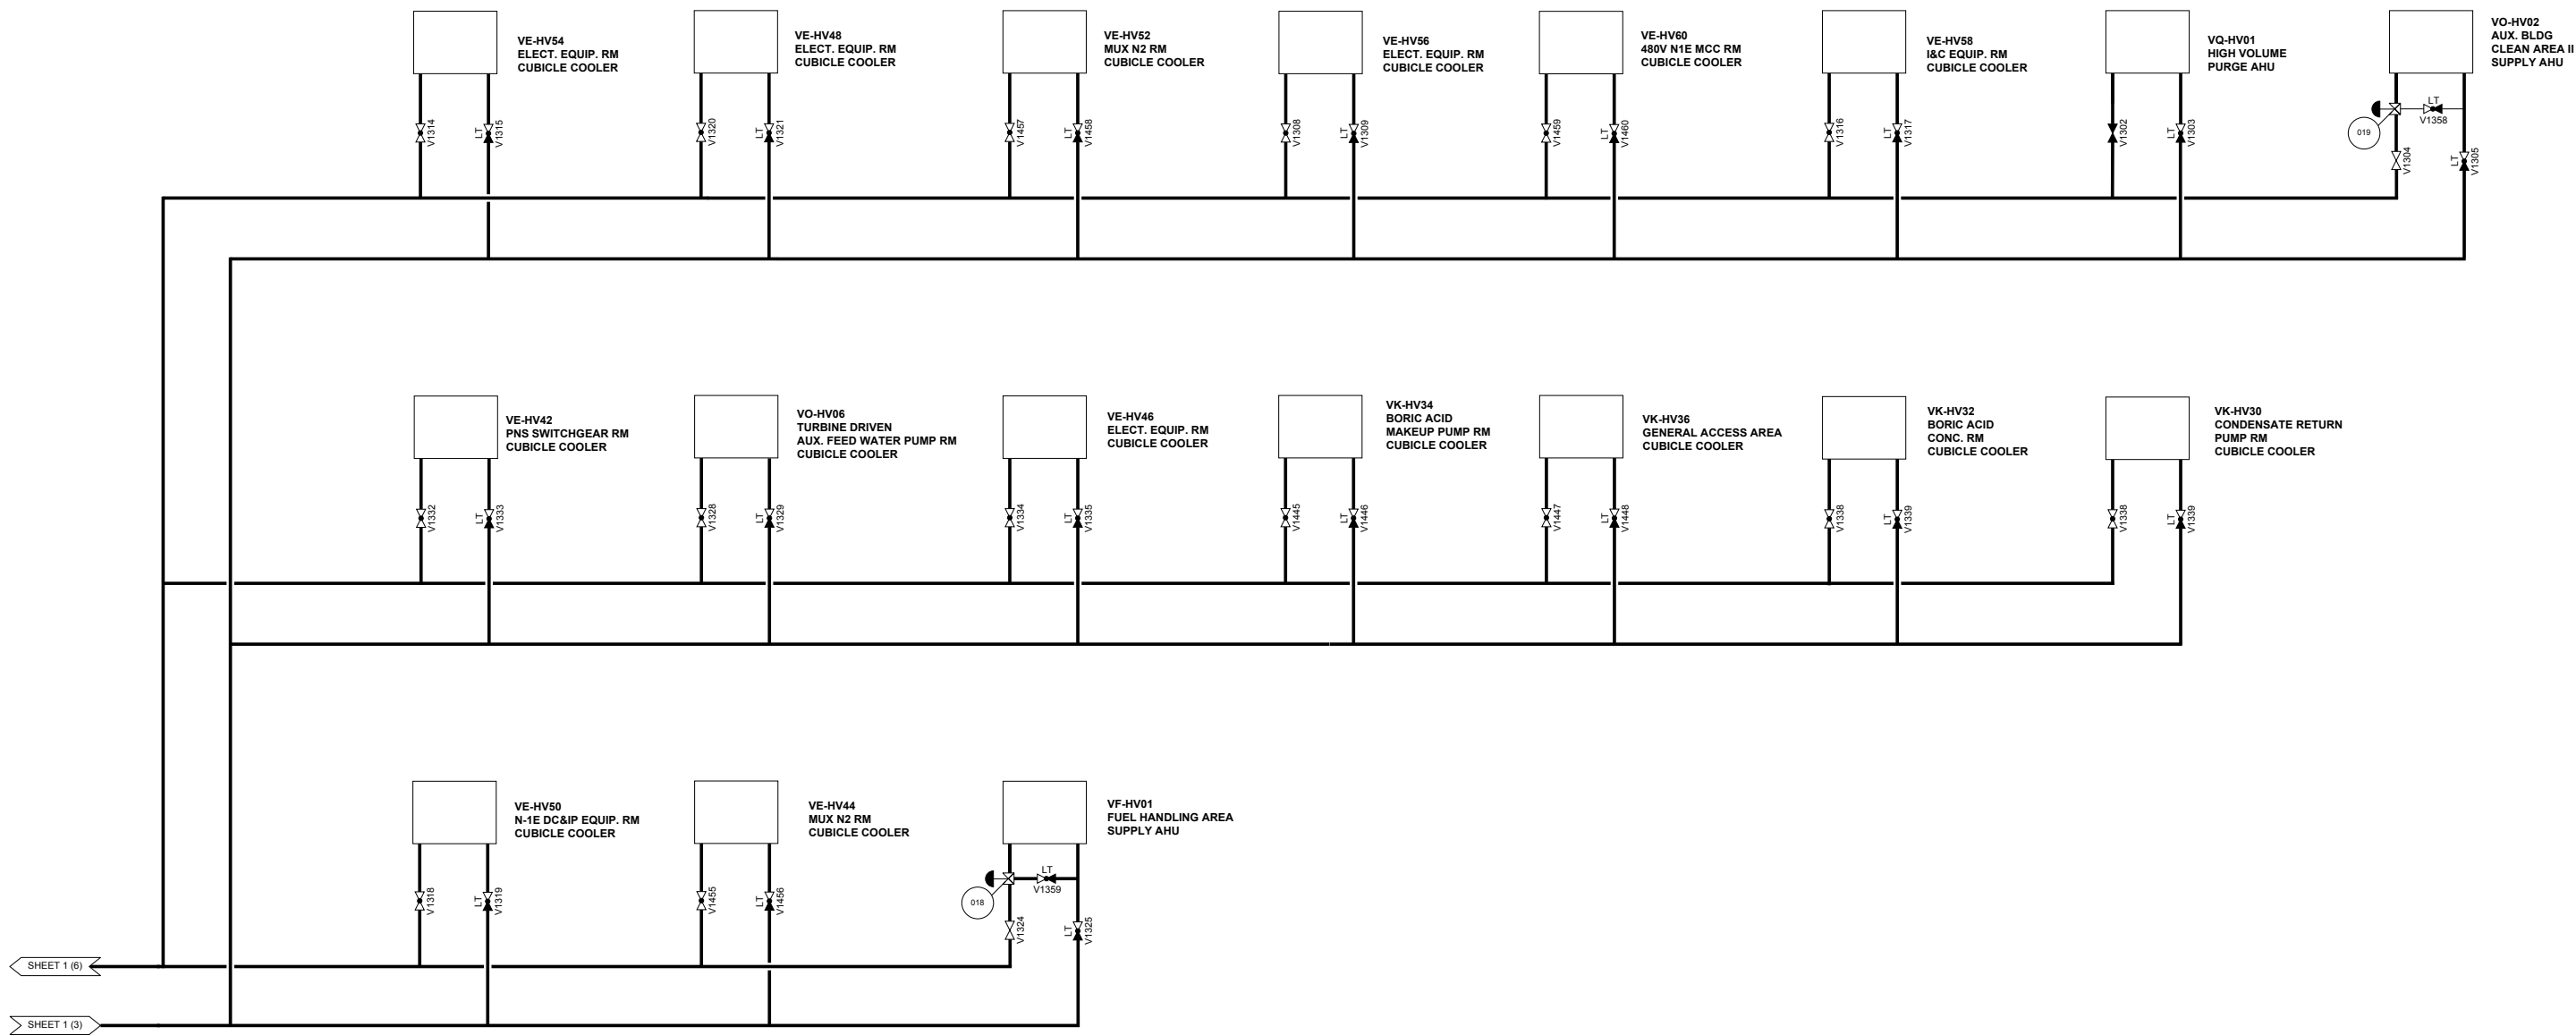 VE-HV54
ELECT. EQUIP. RM
CUBICLE COOLER
VE-HV48
ELECT. EQUIP. RM
CUBICLE COOLER
VE-HV52
MUX N2 RM
CUBICLE COOLER
VE-HV56
ELECT. EQUIP. RM
CUBICLE COOLER
VE-HV60
480V N1E MCC RM
CUBICLE COOLER
VE-HV58
I&C EQUIP. RM
CUBICLE COOLER
VQ-HV01
HIGH VOLUME
PURGE AHU
VO-HV02
AUX. BLDG
CLEAN AREA II
SUPPLY AHU
V1314
LT
V1315
V1320
LT
V1321
V1457
LT
V1458
V1308
LT
V1309
V1459
LT
V1460
V1316
LT
V1317
V1302
LT
V1303
019
LT
V1358
V1304
LT
V1305
VE-HV42
PNS SWITCHGEAR RM
CUBICLE COOLER
VO-HV06
TURBINE DRIVEN
AUX. FEED WATER PUMP RM
CUBICLE COOLER
VE-HV46
ELECT. EQUIP. RM
CUBICLE COOLER
VK-HV34
BORIC ACID
MAKEUP PUMP RM
CUBICLE COOLER
VK-HV36
GENERAL ACCESS AREA
CUBICLE COOLER
VK-HV32
BORIC ACID
CONC. RM
CUBICLE COOLER
VK-HV30
CONDENSATE RETURN
PUMP RM
CUBICLE COOLER
V1332
LT
V1333
V1328
LT
V1329
V1334
LT
V1335
V1445
LT
V1446
V1447
LT
V1448
V1338
LT
V1339
V1338
LT
V1339
VE-HV50
N-1E DC&IP EQUIP. RM
CUBICLE COOLER
VE-HV44
MUX N2 RM
CUBICLE COOLER
VF-HV01
FUEL HANDLING AREA
SUPPLY AHU
V1318
LT
V1319
V1455
LT
V1456
018
LT
V1359
V1324
LT
V1325
SHEET 1 (6)
SHEET 1 (3)